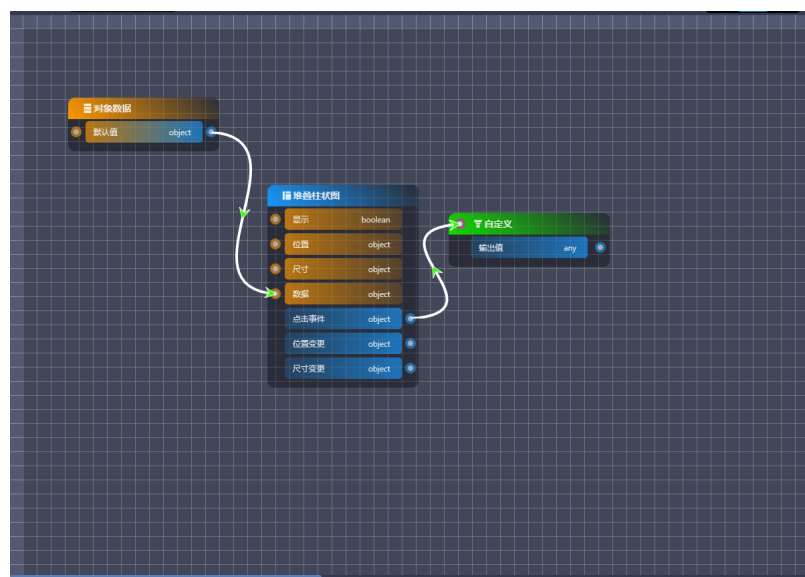 对象数据
默认值 object
堆叠柱状图
显示 boolean
位置 object
尺寸 object
数据 object
点击事件 object
位置变更 object
尺寸变更 object
自定义
输出值 any